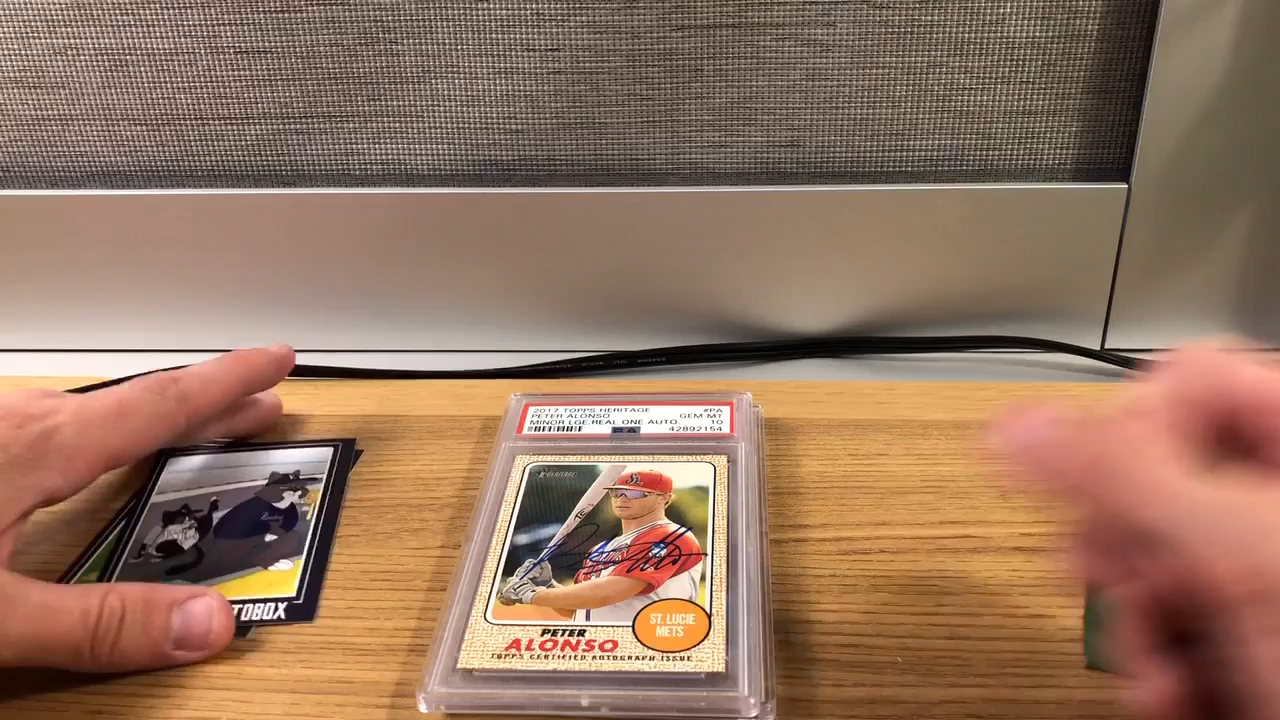 2017 TOPPS HERITAGE #PA
PETER ALONSO GEM MT
MINOR LGE.REAL ONE AUTO. 10
42892154
HERITAGE
ST. LUCIE
METS
PETER
ALONSO
TOPPS CERTIFIED AUTOGRAPH ISSUE
TOBOX